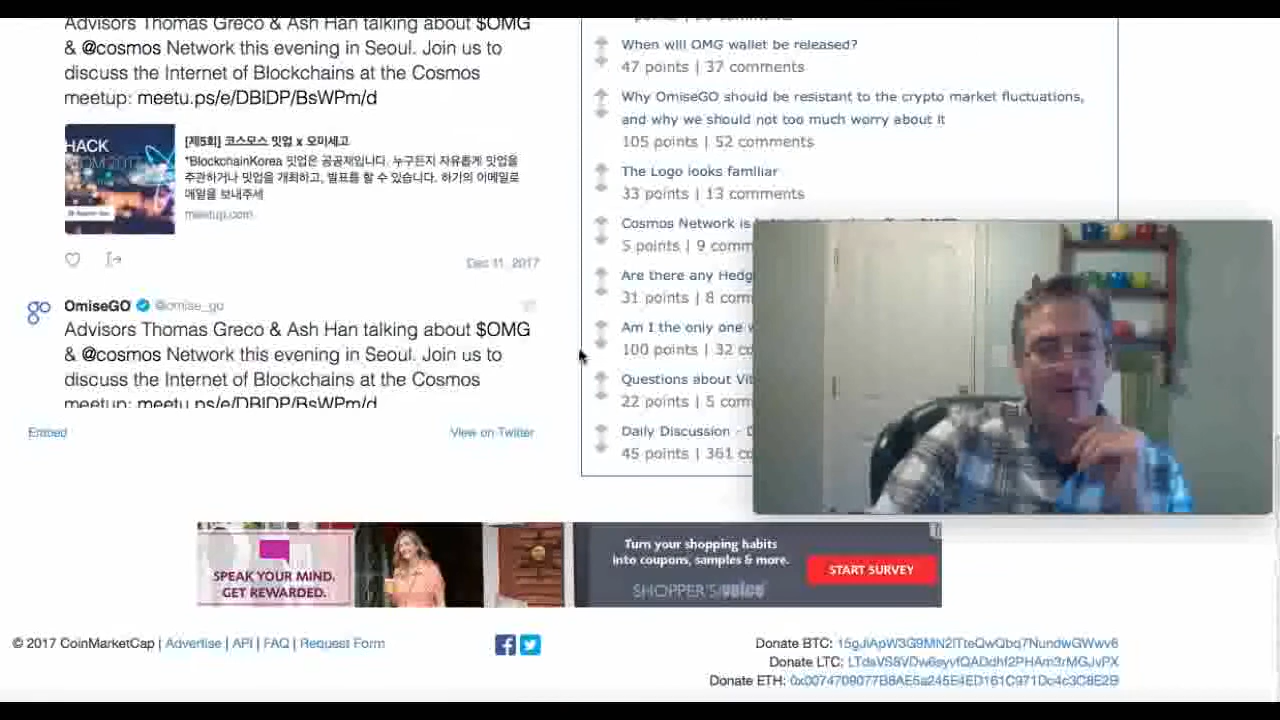 Advisors Thomas Greco & Ash Han talking about $OMG
& @cosmos Network this evening in Seoul. Join us to
discuss the Internet of Blockchains at the Cosmos
meetup: meetu.ps/e/DBlDP/BsWPm/d
HACK
[제5회] 코스모스 밋업 x 오미세고
*BlockchainKorea 밋업은 공공재입니다. 누구든지 자유롭게 밋업을
주관하거나 밋업을 개최하고, 발표를 할 수 있습니다. 하기의 이메일로
메일을 보내주세
meetup.com
Dec 11, 2017
OmiseGO @omise_go
Advisors Thomas Greco & Ash Han talking about $OMG
& @cosmos Network this evening in Seoul. Join us to
discuss the Internet of Blockchains at the Cosmos
meetup: meetu.ps/e/DBlDP/BsWPm/d
Embed
View on Twitter
When will OMG wallet be released?
47 points | 37 comments
Why OmiseGO should be resistant to the crypto market fluctuations,
and why we should not too much worry about it
105 points | 52 comments
The Logo looks familiar
33 points | 13 comments
Cosmos Network is
5 points | 9 comm
Are there any Hedg
31 points | 8 com
Am I the only one w
100 points | 32 co
Questions about Vit
22 points | 5 com
Daily Discussion - D
45 points | 361 co
SPEAK YOUR MIND.
GET REWARDED.
Turn your shopping habits
into coupons, samples & more.
SHOPPER'S voice
START SURVEY
© 2017 CoinMarketCap | Advertise | API | FAQ | Request Form
Donate BTC:
Donate LTC:
Donate ETH: